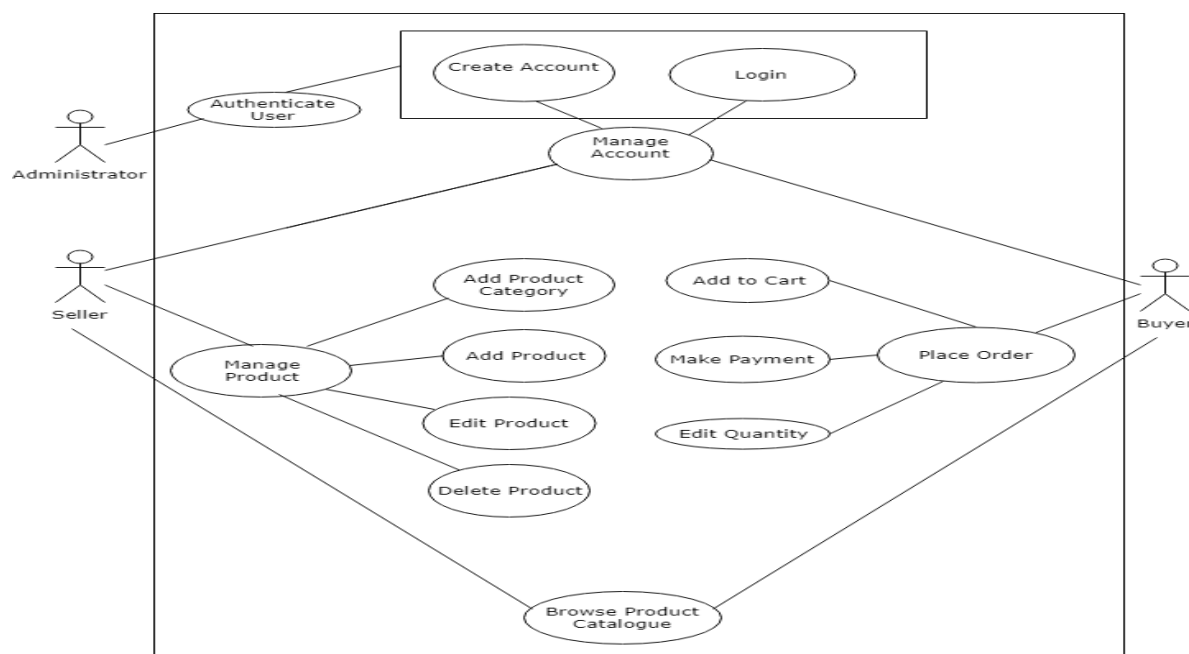 Create Account
Login
Authenticate
User
Administrator
Manage
Account
Seller
Add Product
Category
Add to Cart
Buyer
Manage
Product
Add Product
Make Payment
Place Order
Edit Product
Edit Quantity
Delete Product
Browse Product
Catalogue